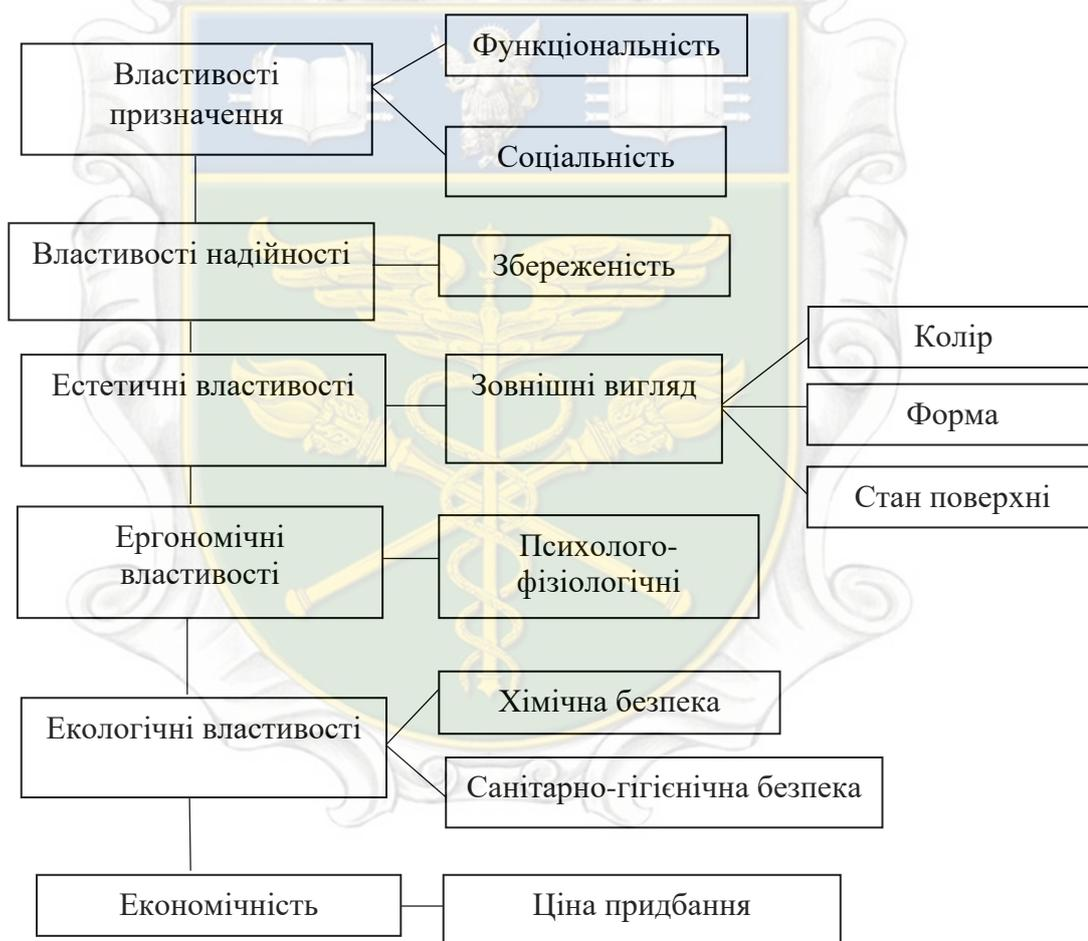 Властивості
призначення
Функціональність
Соціальність
Властивості надійності
Збереженість
Естетичні властивості
Зовнішні вигляд
Колір
Форма
Стан поверхні
Ергономічні
властивості
Психолого-
фізіологічні
Екологічні властивості
Хімічна безпека
Санітарно-гігієнічна безпека
Економічність
Ціна придбання